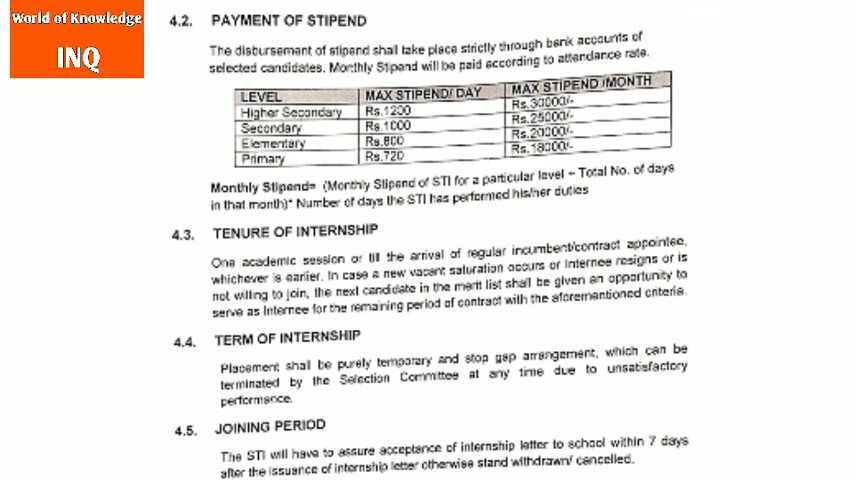 World of Knowledge
INQ
4.2. PAYMENT OF STIPEND
The disbursement of stipend shall take place strictly through bank accounts of
selected candidates. Monthly Stipend will be paid according to attendance rate.
LEVEL MAX STIPEND/ DAY MAX STIPEND /MONTH
Higher Secondary Rs.1200 Rs.30000/-
Secondary Rs.1000 Rs.25000/-
Elementary Rs.800 Rs.20000/-
Primary Rs.720 Rs.18000/-
Monthly Stipend= (Monthly Stipend of STI for a particular level ÷ Total No. of days
in that month)* Number of days the STI has performed his/her duties
4.3. TENURE OF INTERNSHIP
One academic session or till the arrival of regular incumbent/contract appointee,
whichever is earlier. In case a new vacant saturation occurs or Internee resigns or is
not willing to join, the next candidate in the merit list shall be given an opportunity to
serve as Internee for the remaining period of contract with the aforementioned criteria.
4.4. TERM OF INTERNSHIP
Placement shall be purely temporary and stop gap arrangement, which can be
terminated by the Selection Committee at any time due to unsatisfactory
performance.
4.5. JOINING PERIOD
The STI will have to assure acceptance of internship letter to school within 7 days
after the issuance of internship letter otherwise stand withdrawn/ cancelled.